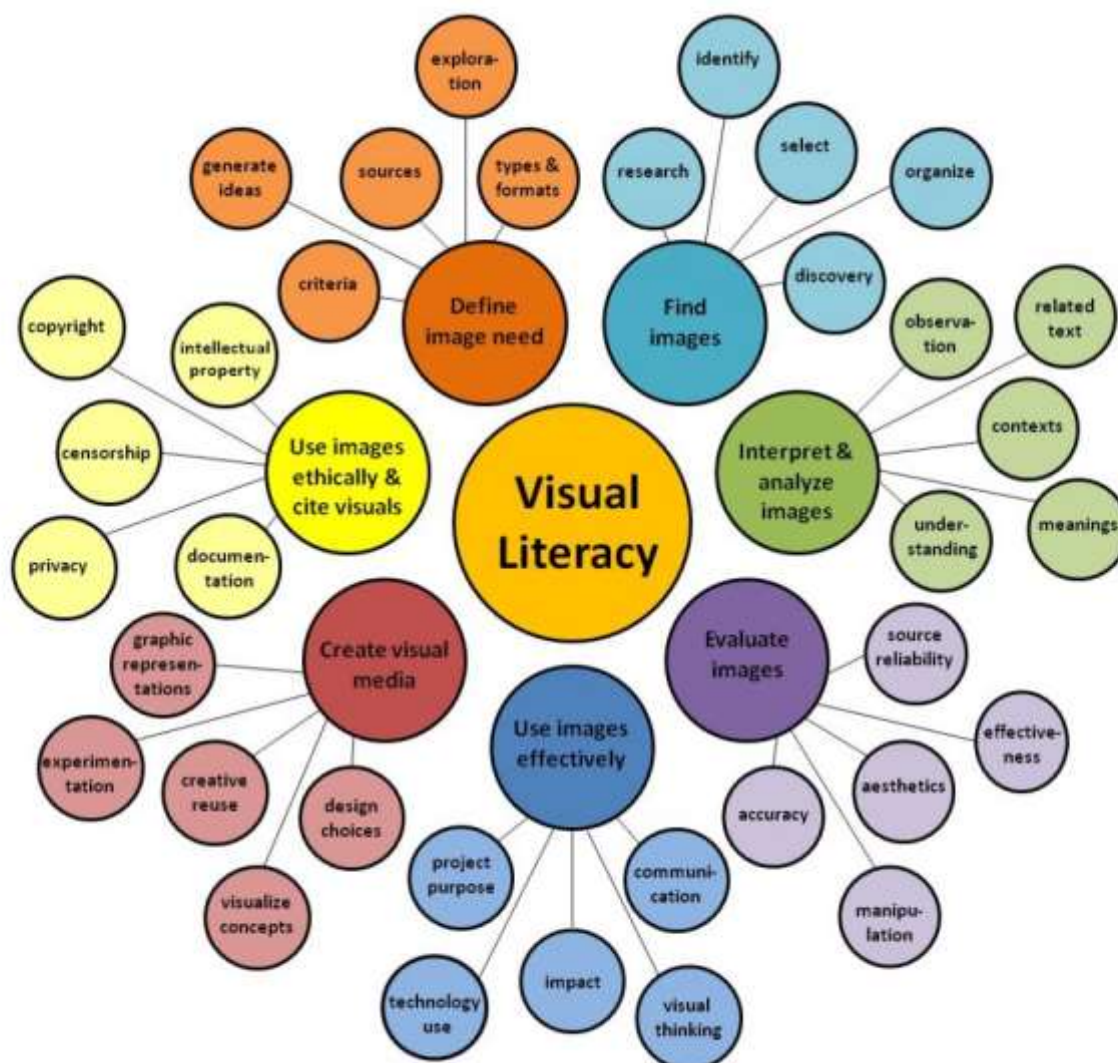 Visual
Literacy
Define
image need
explora-
tion
generate
ideas
sources
types &
formats
criteria
Find
images
identify
research
select
organize
discovery
Interpret &
analyze
images
observa-
tion
related
text
contexts
under-
standing
meanings
Evaluate
images
source
reliability
effective-
ness
aesthetics
accuracy
manipu-
lation
Use images
effectively
project
purpose
communi-
cation
technology
use
impact
visual
thinking
Create visual
media
graphic
represen-
tations
experimen-
tation
creative
reuse
design
choices
visualize
concepts
Use images
ethically &
cite visuals
copyright
intellectual
property
censorship
privacy
documen-
tation